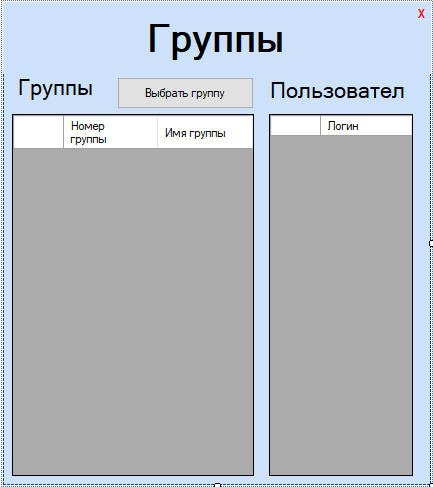 X
Группы
Группы
Выбрать группу
Пользовател
Номер
группы
Имя группы
Логин